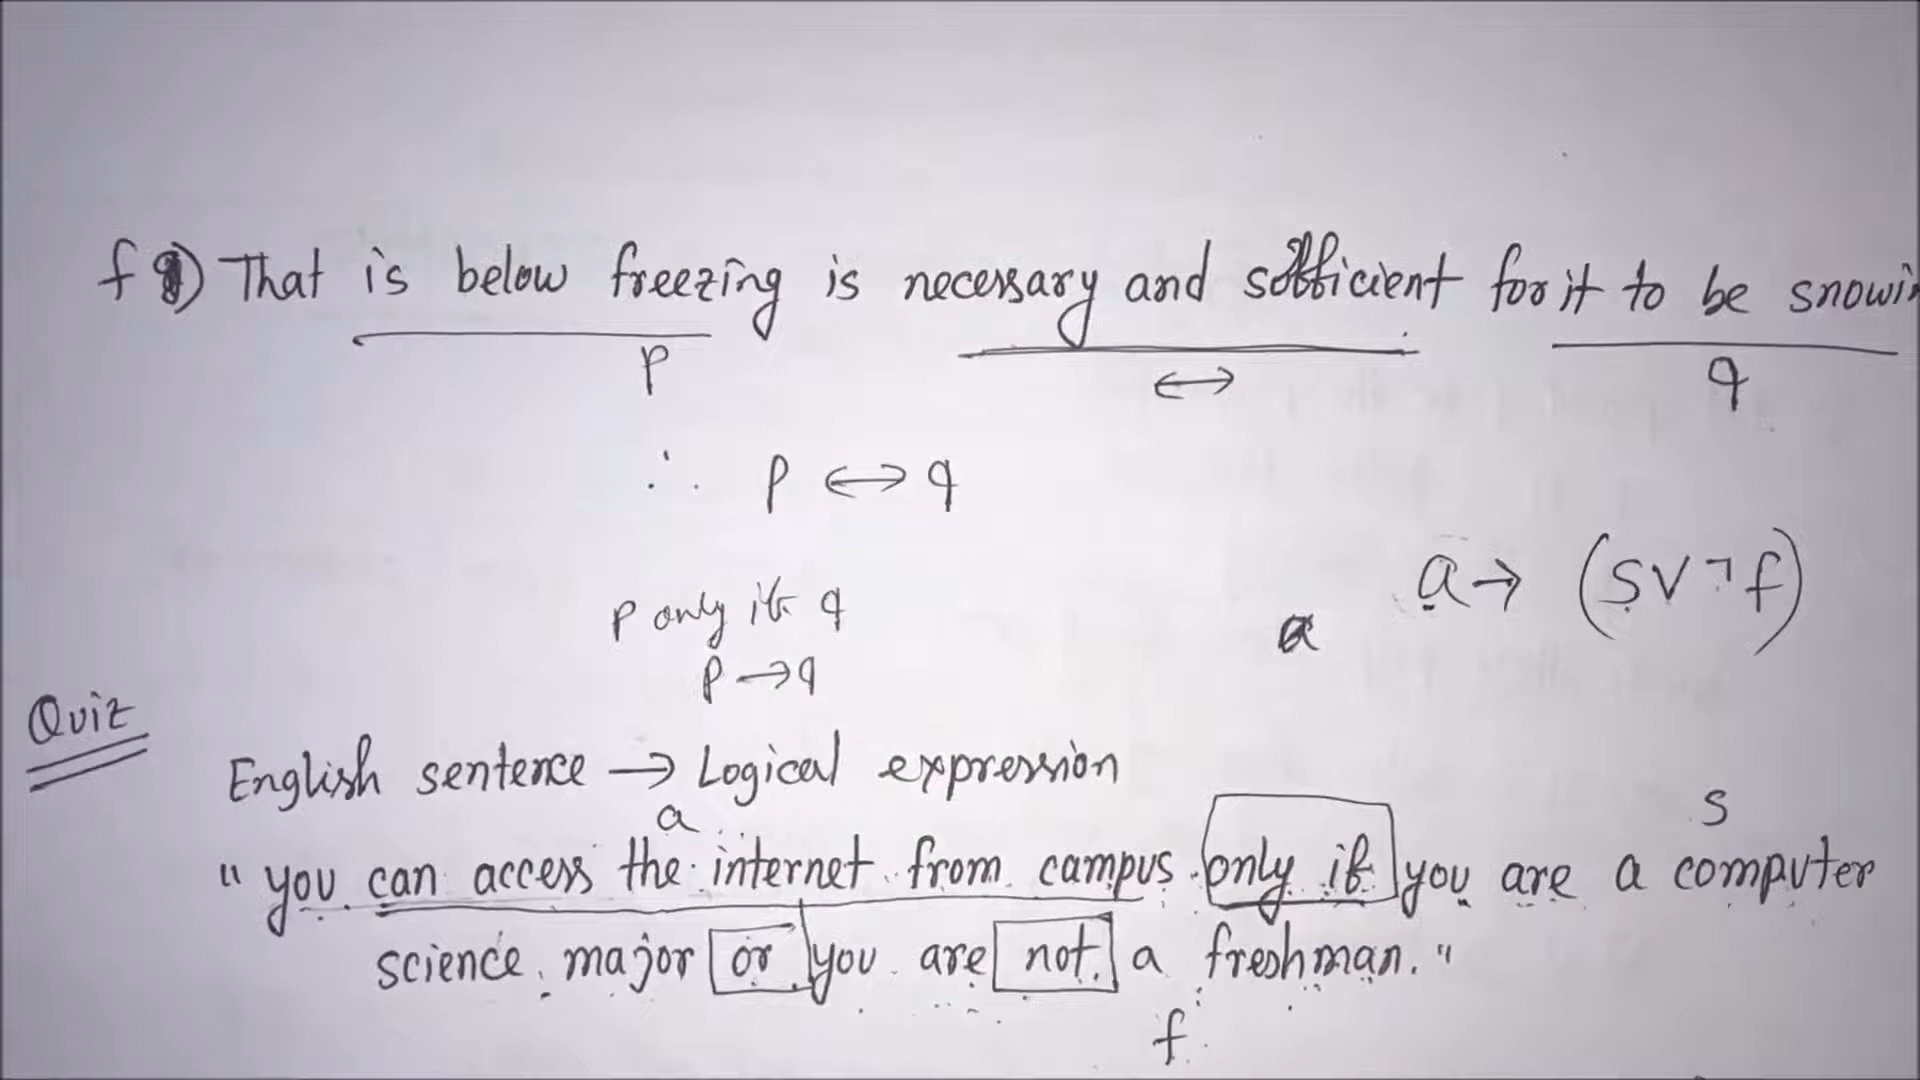 f) That is below freezing is necessary and sufficient for it to be snowin
p ↔ q
∴ p ↔ q
a → (s ∨ ¬f)
p only if q
a
p → q
Quiz
English sentence → Logical expression
a s
"you can access the internet from campus only if you are a computer
science major or you are not a freshman."
f